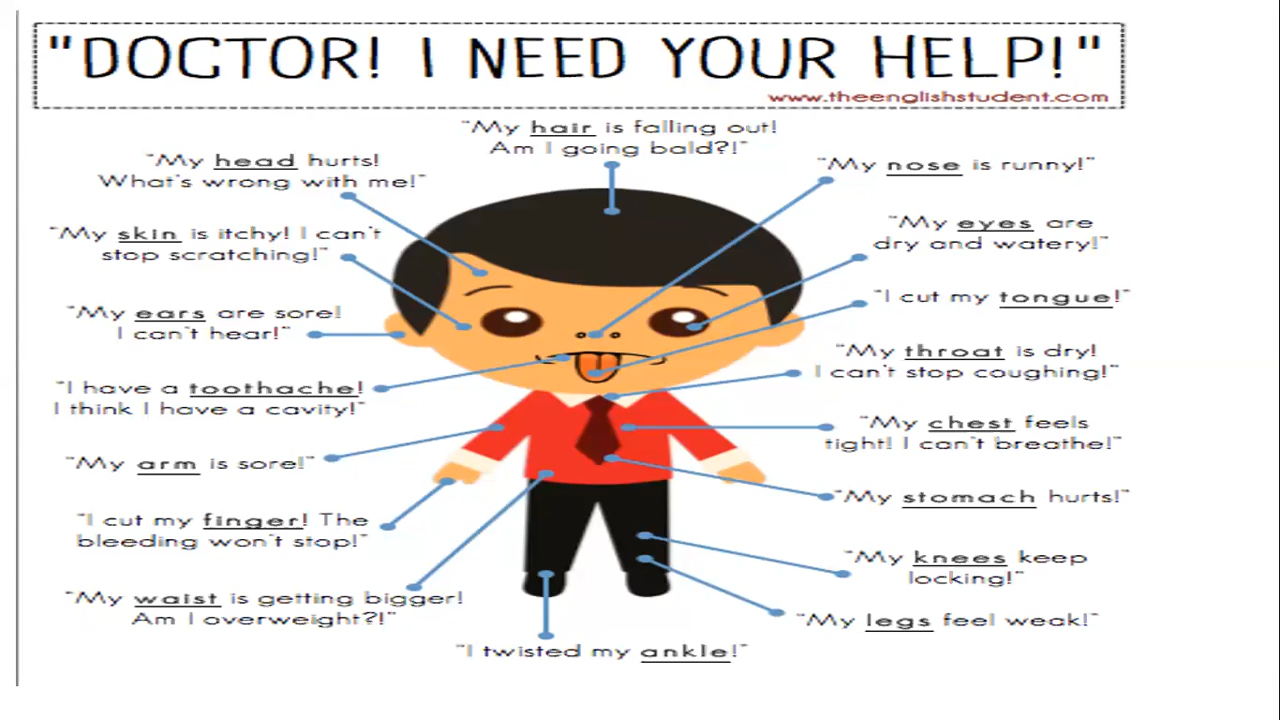 "DOCTOR! I NEED YOUR HELP!"
www.theenglishstudent.com
"My hair is falling out!
Am I going bald?!"
"My head hurts!
What's wrong with me!"
"My skin is itchy! I can't
stop scratching!"
"My ears are sore!
I can't hear!"
"I have a toothache!
I think I have a cavity!"
"My arm is sore!"
"I cut my finger! The
bleeding won't stop!"
"My waist is getting bigger!
Am I overweight?!"
"I twisted my ankle!"
"My nose is runny!"
"My eyes are
dry and watery!"
"I cut my tongue!"
"My throat is dry!
I can't stop coughing!"
"My chest feels
tight! I can't breathe!"
"My stomach hurts!"
"My knees keep
locking!"
"My legs feel weak!"